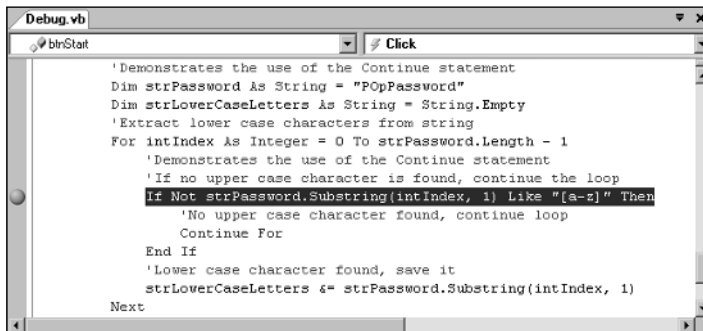 Debug.vb
btnStart Click
'Demonstrates the use of the Continue statement
Dim strPassword As String = "POpPassword"
Dim strLowerCaseLetters As String = String.Empty
'Extract lower case characters from string
For intIndex As Integer = 0 To strPassword.Length - 1
'Demonstrates the use of the Continue statement
'If no upper case character is found, continue the loop
If Not strPassword.Substring(intIndex, 1) Like "[a-z]" Then
'No upper case character found, continue loop
Continue For
End If
'Lower case character found, save it
strLowerCaseLetters &= strPassword.Substring(intIndex, 1)
Next